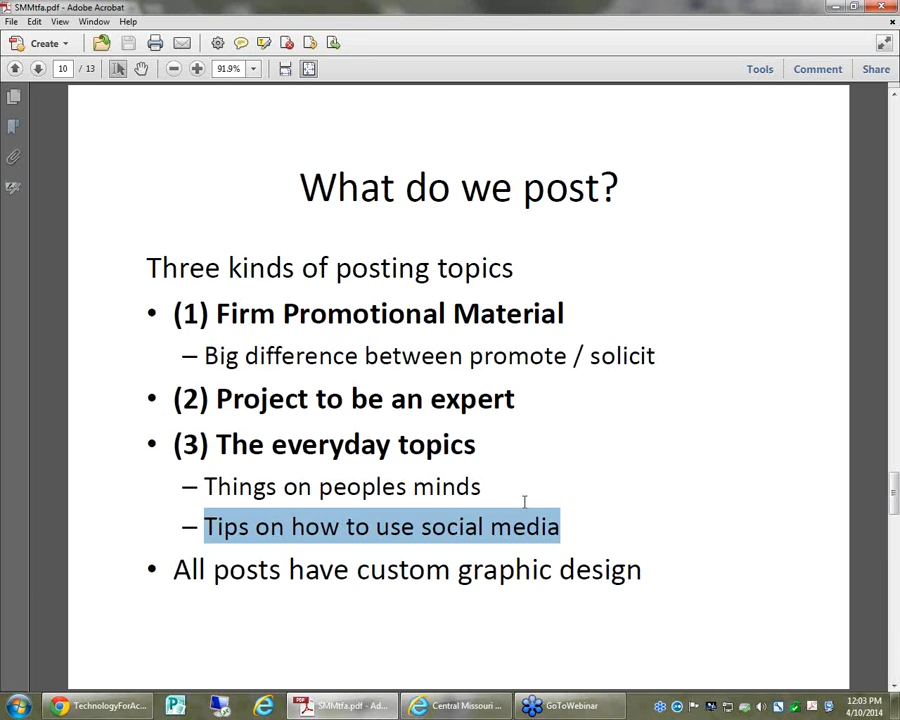 SMMtfa.pdf - Adobe Acrobat
File Edit View Window Help
Create
10 / 13 91.9% Tools Comment Share
What do we post?
Three kinds of posting topics
• (1) Firm Promotional Material
– Big difference between promote / solicit
• (2) Project to be an expert
• (3) The everyday topics
– Things on peoples minds
– Tips on how to use social media
• All posts have custom graphic design
TechnologyForAc... SMMtfa.pdf - Ad... Central Missouri ... GoToWebinar 12:03 PM
4/10/2014